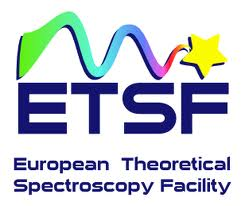 ETSF
European Theoretical
Spectroscopy Facility